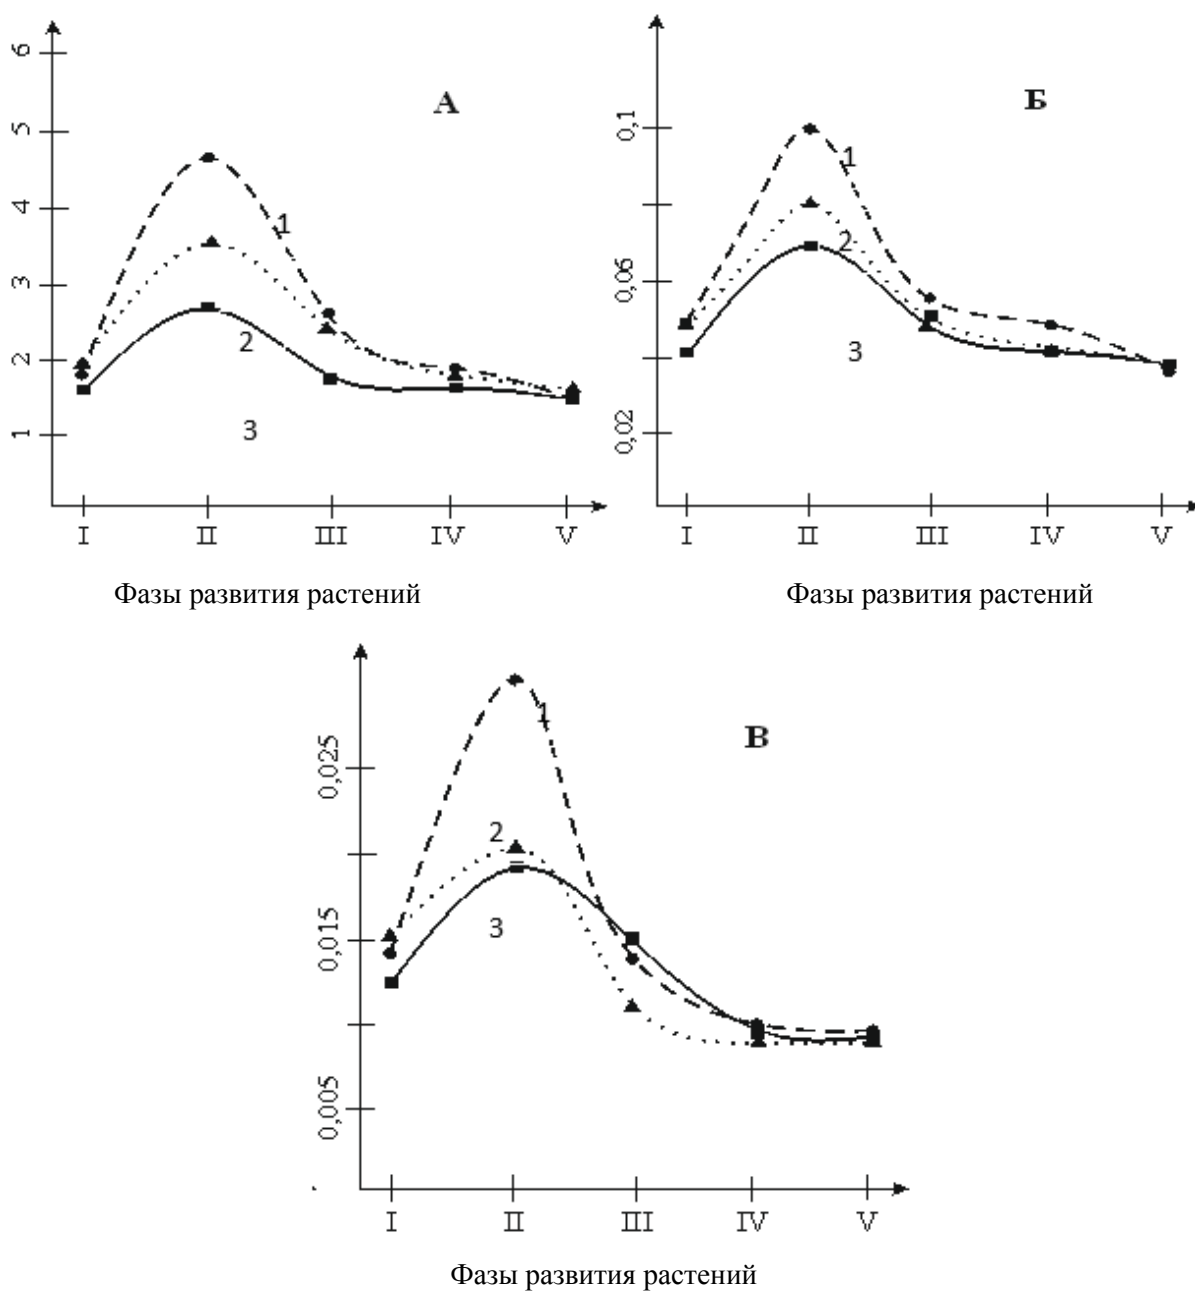 А
6
5
4
3
2
1
1
2
3
I II III IV V
Фазы развития растений
Б
0,1
0,06
0,02
1
2
3
I II III IV V
Фазы развития растений
В
0,025
0,015
0,005
1
2
3
I II III IV V
Фазы развития растений